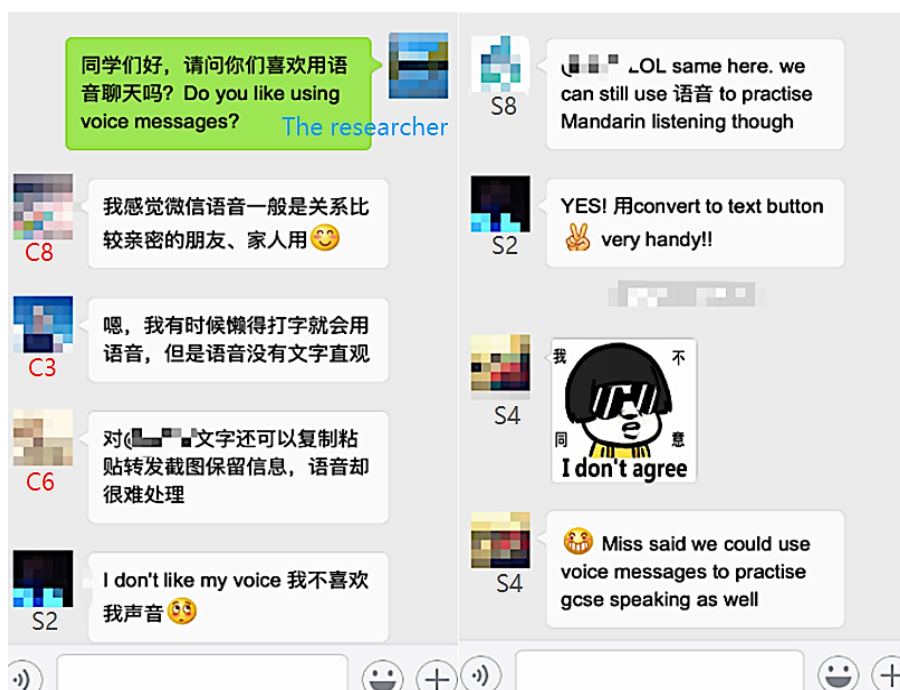 同学们好，请问你们喜欢用语
音聊天吗？Do you like using
voice messages?
The researcher
我感觉微信语音一般是关系比
较亲密的朋友、家人用
C8
嗯，我有时候懒得打字就会用
语音，但是语音没有文字直观
C3
对@文字还可以复制粘
贴转发截图保留信息，语音却
很难处理
C6
I don't like my voice 我不喜欢
我声音
S2
LOL same here. we
can still use 语音 to practise
Mandarin listening though
S8
YES! 用convert to text button
very handy!!
S2
我不同意
I don't agree
S4
Miss said we could use
voice messages to practise
gcse speaking as well
S4